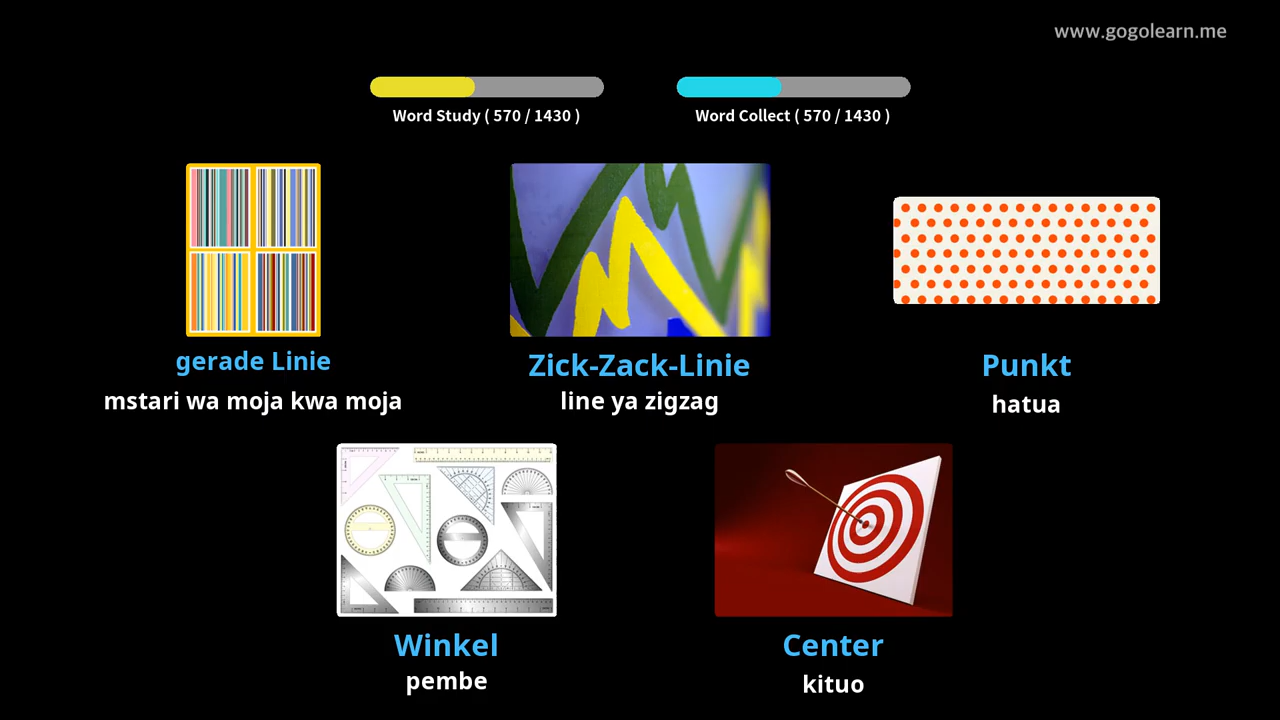 www.gogolearn.me
Word Study ( 570 / 1430 )
Word Collect ( 570 / 1430 )
gerade Linie
mstari wa moja kwa moja
Zick-Zack-Linie
line ya zigzag
Punkt
hatua
Winkel
pembe
Center
kituo